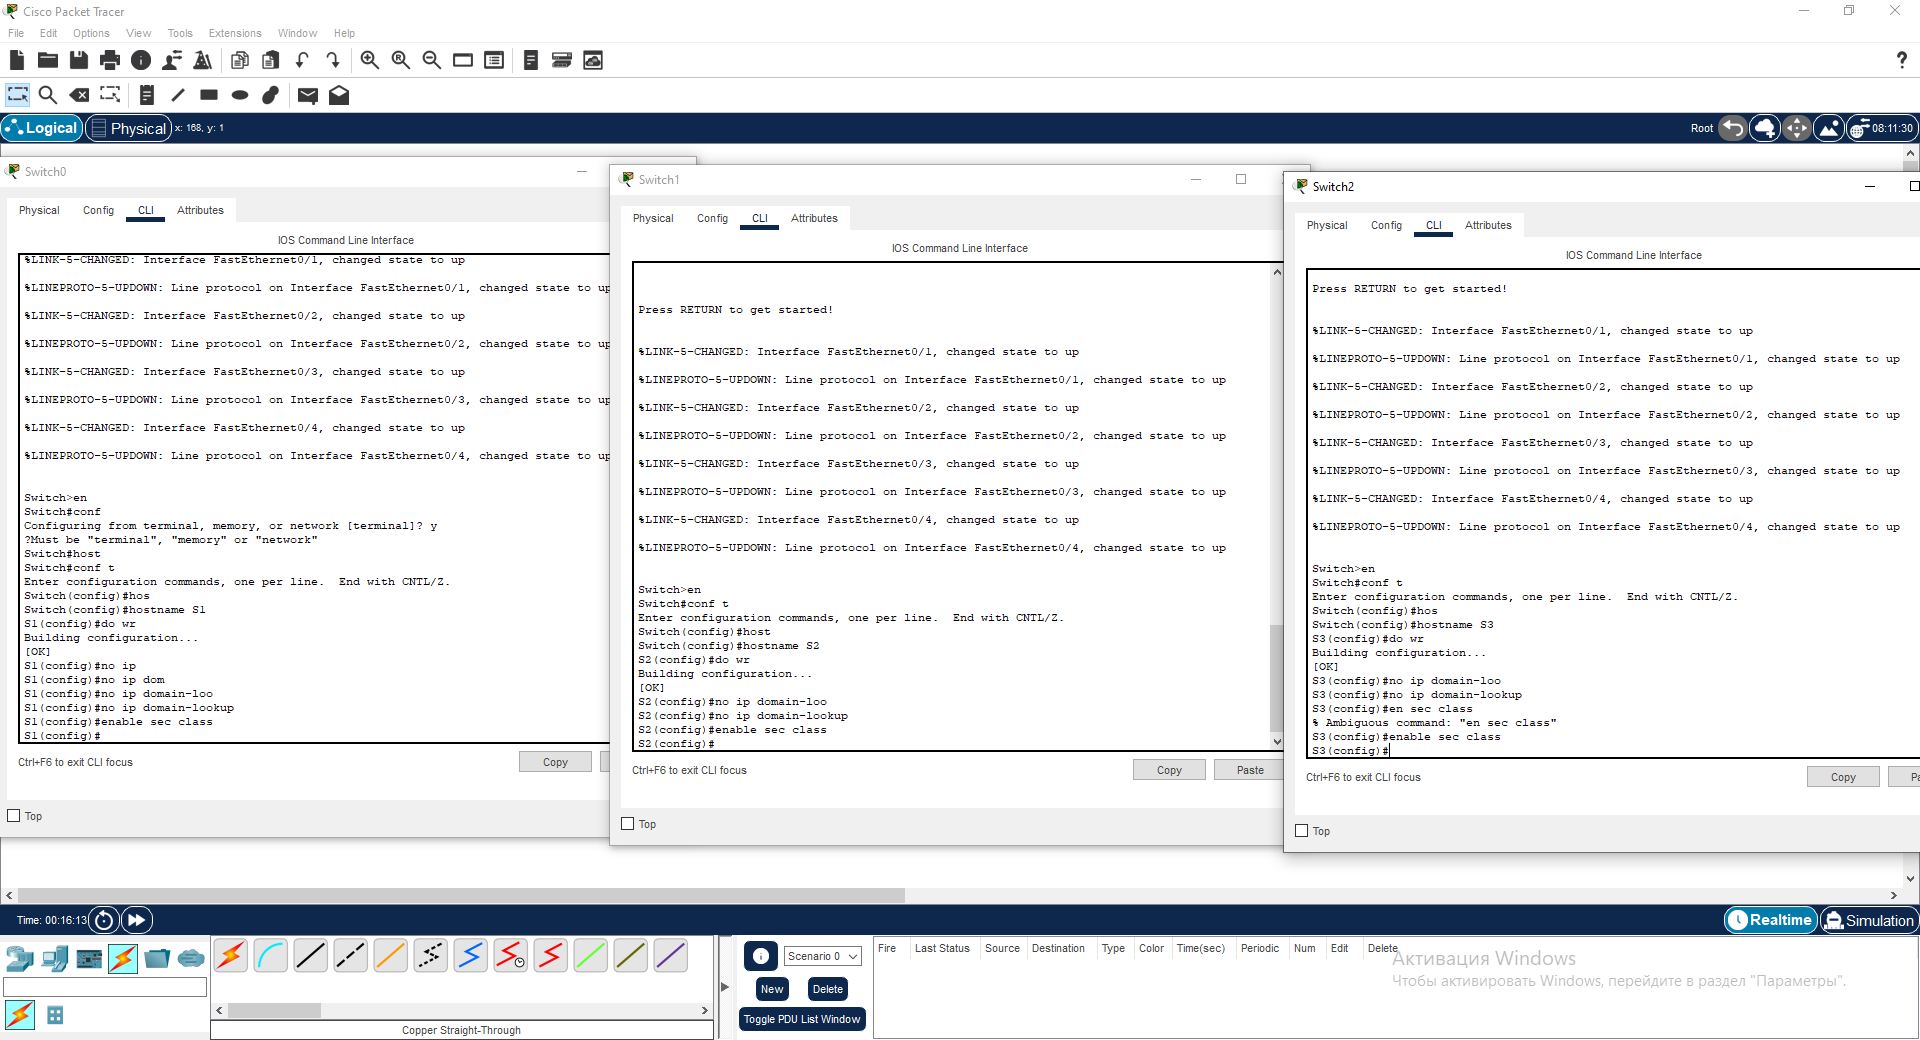 Cisco Packet Tracer
File Edit Options View Tools Extensions Window Help
?
Logical Physical x: 168, y: 1 Root 08:11:30
Switch0
Physical Config CLI Attributes
IOS Command Line Interface
%LINK-5-CHANGED: Interface FastEthernet0/1, changed state to up
%LINEPROTO-5-UPDOWN: Line protocol on Interface FastEthernet0/1, changed state to up
%LINK-5-CHANGED: Interface FastEthernet0/2, changed state to up
%LINEPROTO-5-UPDOWN: Line protocol on Interface FastEthernet0/2, changed state to up
%LINK-5-CHANGED: Interface FastEthernet0/3, changed state to up
%LINEPROTO-5-UPDOWN: Line protocol on Interface FastEthernet0/3, changed state to up
%LINK-5-CHANGED: Interface FastEthernet0/4, changed state to up
%LINEPROTO-5-UPDOWN: Line protocol on Interface FastEthernet0/4, changed state to up
Switch>en
Switch#conf
Configuring from terminal, memory, or network [terminal]? y
?Must be "terminal", "memory" or "network"
Switch#host
Switch#conf t
Enter configuration commands, one per line.  End with CNTL/Z.
Switch(config)#hos
Switch(config)#hostname S1
S1(config)#do wr
Building configuration...
[OK]
S1(config)#no ip
S1(config)#no ip dom
S1(config)#no ip domain-loo
S1(config)#no ip domain-lookup
S1(config)#enable sec class
S1(config)#
Ctrl+F6 to exit CLI focus
Copy
Top
Switch1
Physical Config CLI Attributes
IOS Command Line Interface
Press RETURN to get started!
%LINK-5-CHANGED: Interface FastEthernet0/1, changed state to up
%LINEPROTO-5-UPDOWN: Line protocol on Interface FastEthernet0/1, changed state to up
%LINK-5-CHANGED: Interface FastEthernet0/2, changed state to up
%LINEPROTO-5-UPDOWN: Line protocol on Interface FastEthernet0/2, changed state to up
%LINK-5-CHANGED: Interface FastEthernet0/3, changed state to up
%LINEPROTO-5-UPDOWN: Line protocol on Interface FastEthernet0/3, changed state to up
%LINK-5-CHANGED: Interface FastEthernet0/4, changed state to up
%LINEPROTO-5-UPDOWN: Line protocol on Interface FastEthernet0/4, changed state to up
Switch>en
Switch#conf t
Enter configuration commands, one per line.  End with CNTL/Z.
Switch(config)#host
Switch(config)#hostname S2
S2(config)#do wr
Building configuration...
[OK]
S2(config)#no ip domain-loo
S2(config)#no ip domain-lookup
S2(config)#enable sec class
S2(config)#
Ctrl+F6 to exit CLI focus
Copy Paste
Top
Switch2
Physical Config CLI Attributes
IOS Command Line Interface
Press RETURN to get started!
%LINK-5-CHANGED: Interface FastEthernet0/1, changed state to up
%LINEPROTO-5-UPDOWN: Line protocol on Interface FastEthernet0/1, changed state to up
%LINK-5-CHANGED: Interface FastEthernet0/2, changed state to up
%LINEPROTO-5-UPDOWN: Line protocol on Interface FastEthernet0/2, changed state to up
%LINK-5-CHANGED: Interface FastEthernet0/3, changed state to up
%LINEPROTO-5-UPDOWN: Line protocol on Interface FastEthernet0/3, changed state to up
%LINK-5-CHANGED: Interface FastEthernet0/4, changed state to up
%LINEPROTO-5-UPDOWN: Line protocol on Interface FastEthernet0/4, changed state to up
Switch>en
Switch#conf t
Enter configuration commands, one per line.  End with CNTL/Z.
Switch(config)#hos
Switch(config)#hostname S3
S3(config)#do wr
Building configuration...
[OK]
S3(config)#no ip domain-loo
S3(config)#no ip domain-lookup
S3(config)#en sec class
% Ambiguous command: "en sec class"
S3(config)#enable sec class
S3(config)#
Ctrl+F6 to exit CLI focus
Copy Pa
Top
Time: 00:16:13 Realtime Simulation
Copper Straight-Through
Scenario 0
New Delete
Toggle PDU List Window
Fire Last Status Source Destination Type Color Time(sec) Periodic Num Edit Delete
Активация Windows
Чтобы активировать Windows, перейдите в раздел "Параметры".